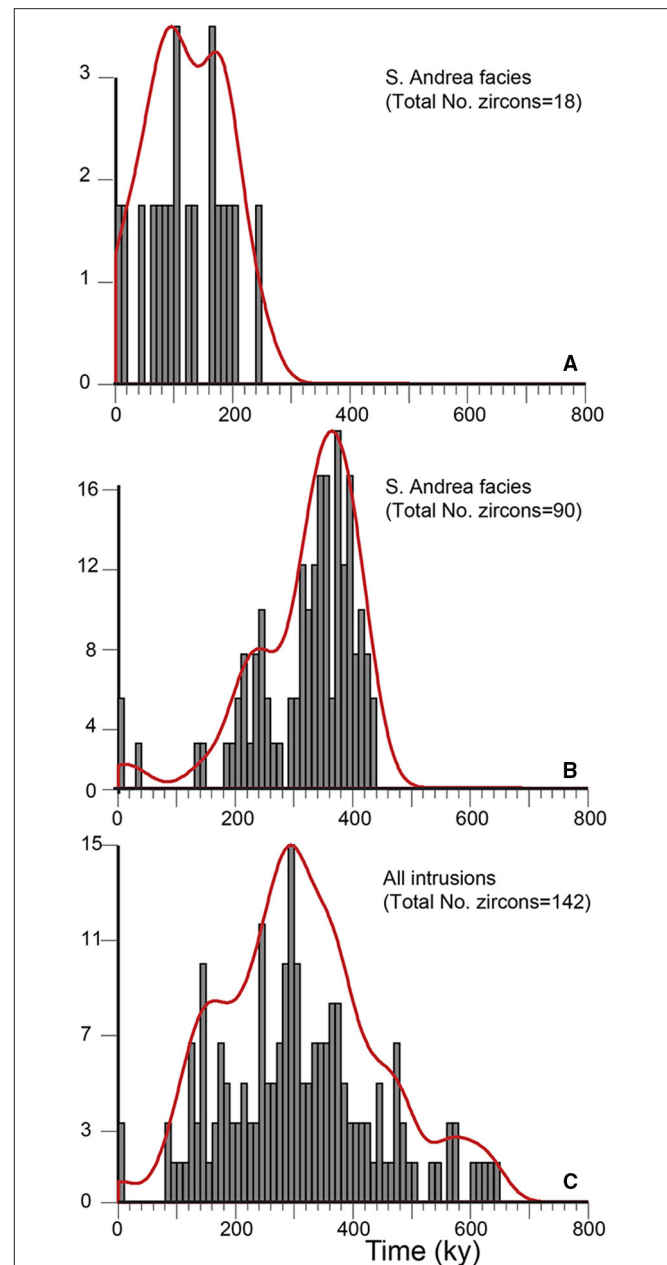 3
2
1
0
S. Andrea facies
(Total No. zircons=18)
A
0 200 400 600 800
16
12
8
4
0
S. Andrea facies
(Total No. zircons=90)
B
0 200 400 600 800
15
11
7
3
0
All intrusions
(Total No. zircons=142)
C
0 200 400 600 800
Time (ky)